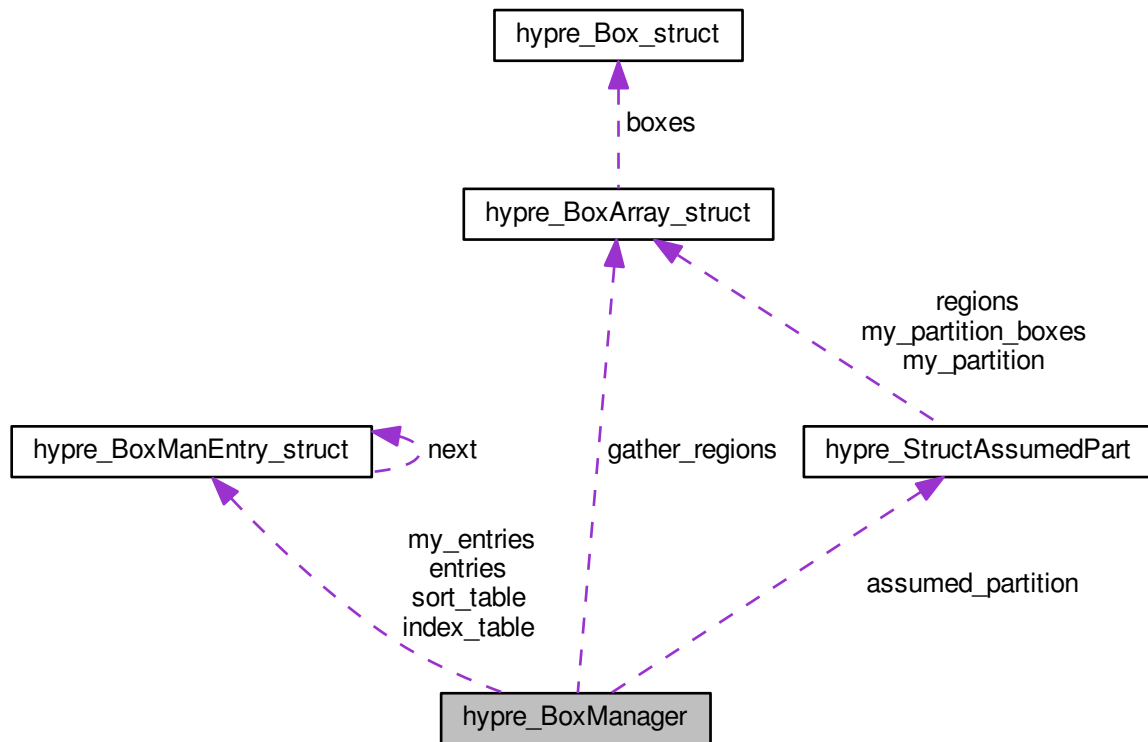 hypre_Box_struct
boxes
hypre_BoxArray_struct
regions
my_partition_boxes
my_partition
hypre_BoxManEntry_struct
next
gather_regions
hypre_StructAssumedPart
my_entries
entries
sort_table
index_table
assumed_partition
hypre_BoxManager